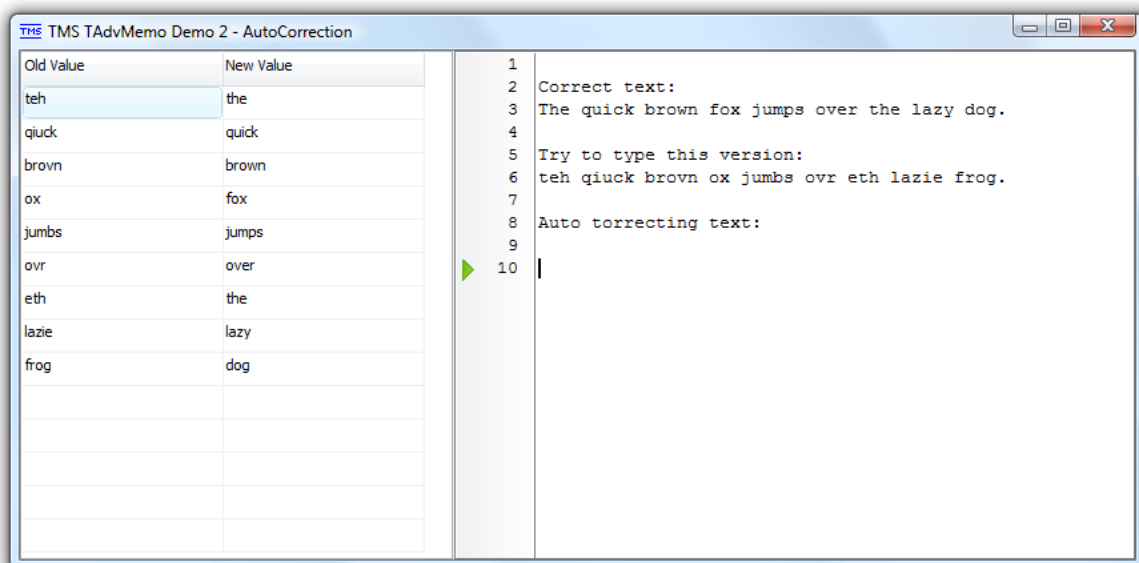 TMS TMS TAdvMemo Demo 2 - AutoCorrection
Old Value New Value
teh the
qiuck quick
brovn brown
ox fox
jumbs jumps
ovr over
eth the
lazie lazy
frog dog
1
2 Correct text:
3 The quick brown fox jumps over the lazy dog.
4
5 Try to type this version:
6 teh qiuck brovn ox jumbs ovr eth lazie frog.
7
8 Auto torrecting text:
9
10